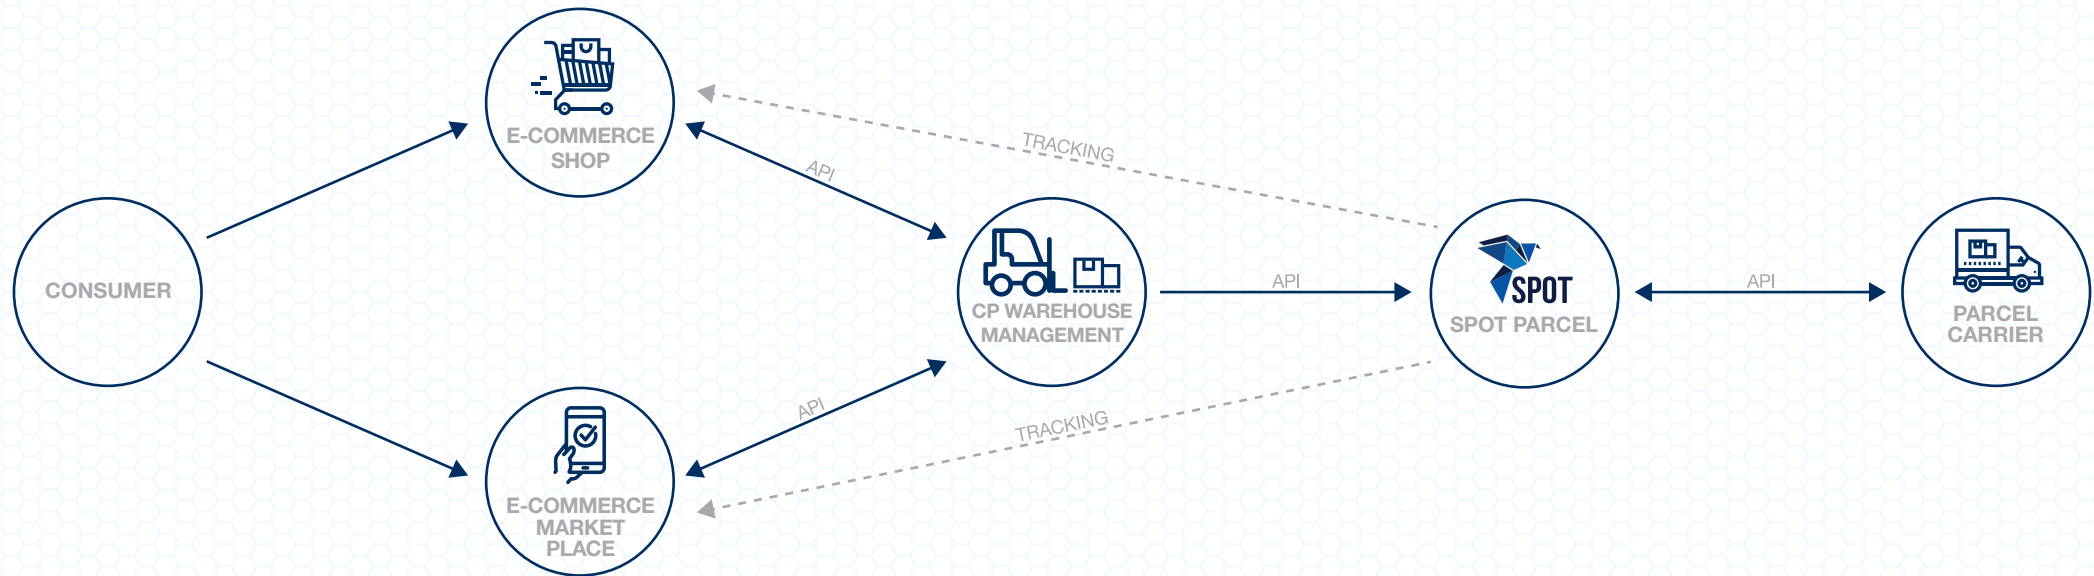 E-COMMERCE
SHOP
API
TRACKING
CONSUMER
CP WAREHOUSE
MANAGEMENT
API
SPOT
SPOT PARCEL
API
PARCEL
CARRIER
API
TRACKING
E-COMMERCE
MARKET
PLACE